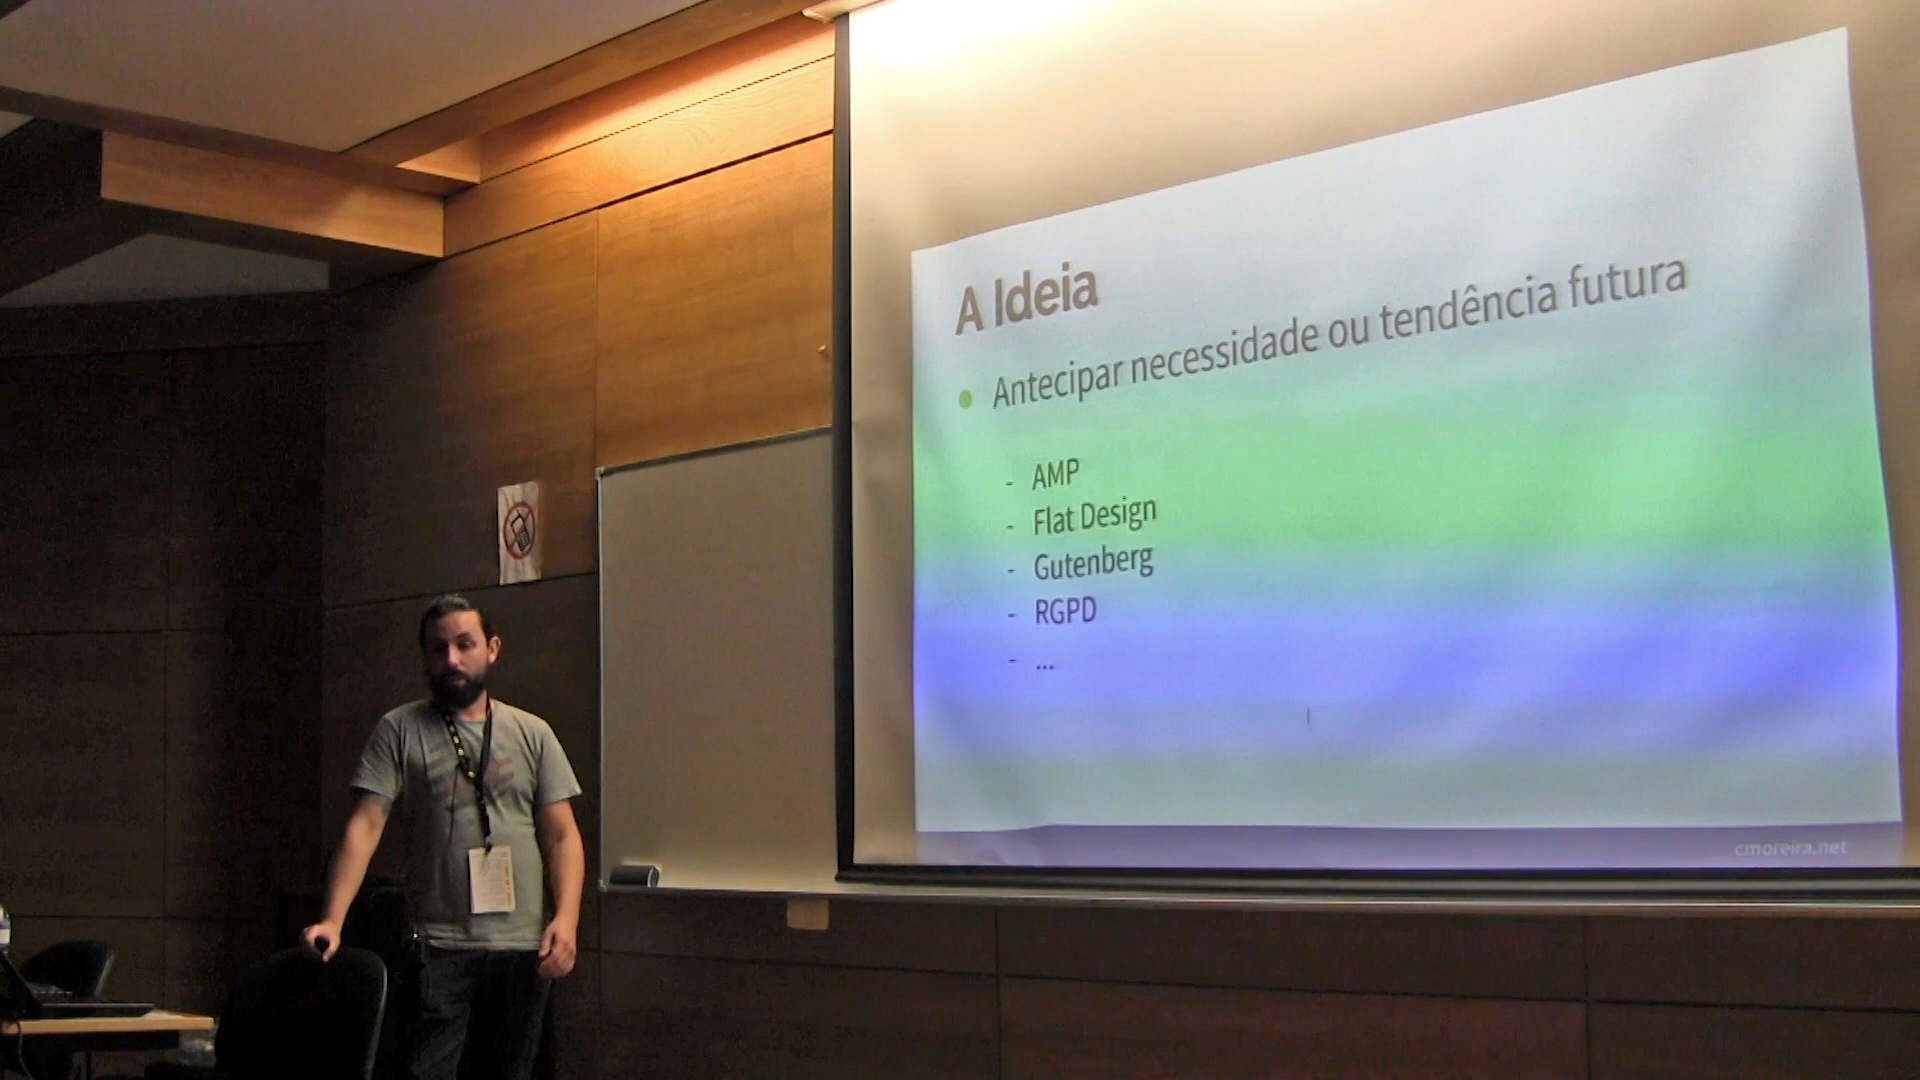 A Ideia
● Antecipar necessidade ou tendência futura
- AMP
- Flat Design
- Gutenberg
- RGPD
- ...
cmoreira.net